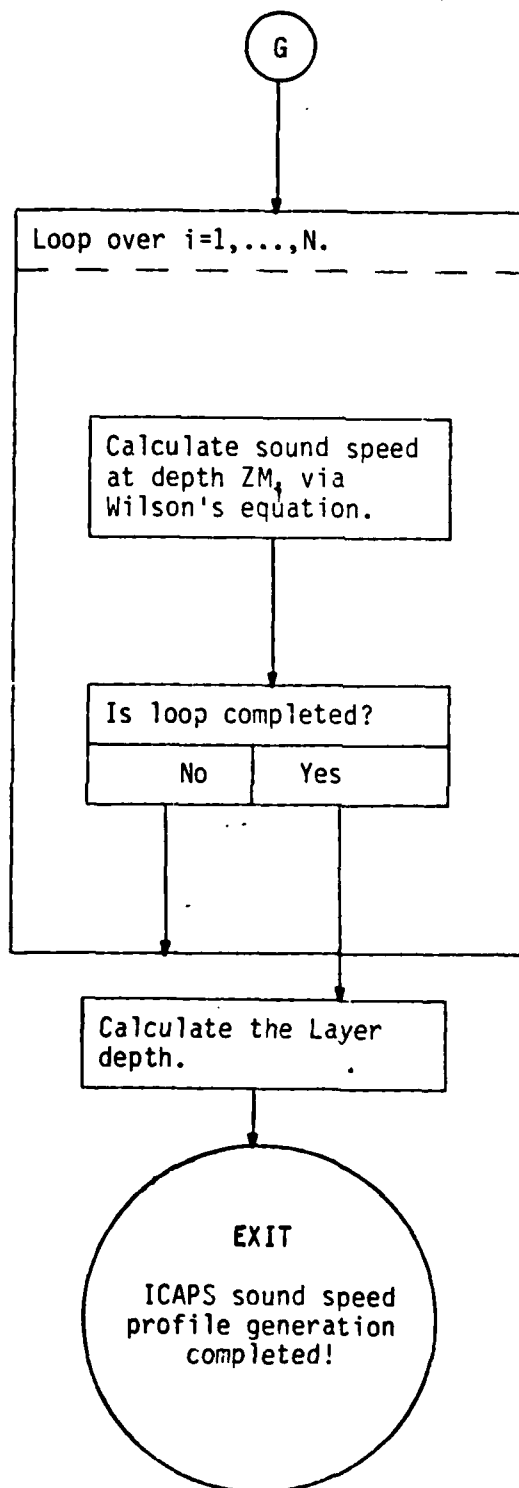 G
Loop over i=1,...,N.
Calculate sound speed
at depth ZMᵢ via
Wilson's equation.
Is loop completed?
No Yes
Calculate the Layer
depth.
EXIT
ICAPS sound speed
profile generation
completed!